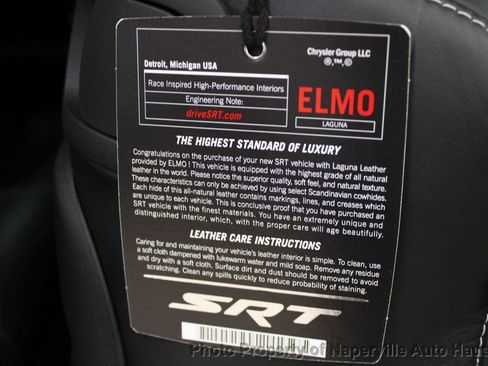 Chrysler Group LLC
®,™,©
Detroit, Michigan USA
Race Inspired High-Performance Interiors
Engineering Note:
driveSRT.com
ELMO
LAGUNA
THE HIGHEST STANDARD OF LUXURY
Congratulations on the purchase of your new SRT vehicle with Laguna Leather
provided by ELMO! This vehicle is equipped with the highest grade of all natural
leather in the world. Please notice the superior quality, soft feel, and natural texture.
These characteristics can only be achieved by using select Scandinavian cowhides.
Each hide of this all-natural leather contains markings, lines, and creases which
are unique to each vehicle. This is conclusive proof that you have purchased an
SRT vehicle with the finest materials. You have an extremely unique and
distinguished interior, which, with the proper care will age beautifully.
LEATHER CARE INSTRUCTIONS
Caring for and maintaining your vehicle's leather interior is simple. To clean, use
a soft cloth dampened with lukewarm water and mild soap. Remove any residue
and dry with a soft cloth. Surface dirt and dust should be removed to avoid
scratching. Clean any spills quickly to reduce probability of staining.
SRT
Photo Property of Naperville Auto Haus